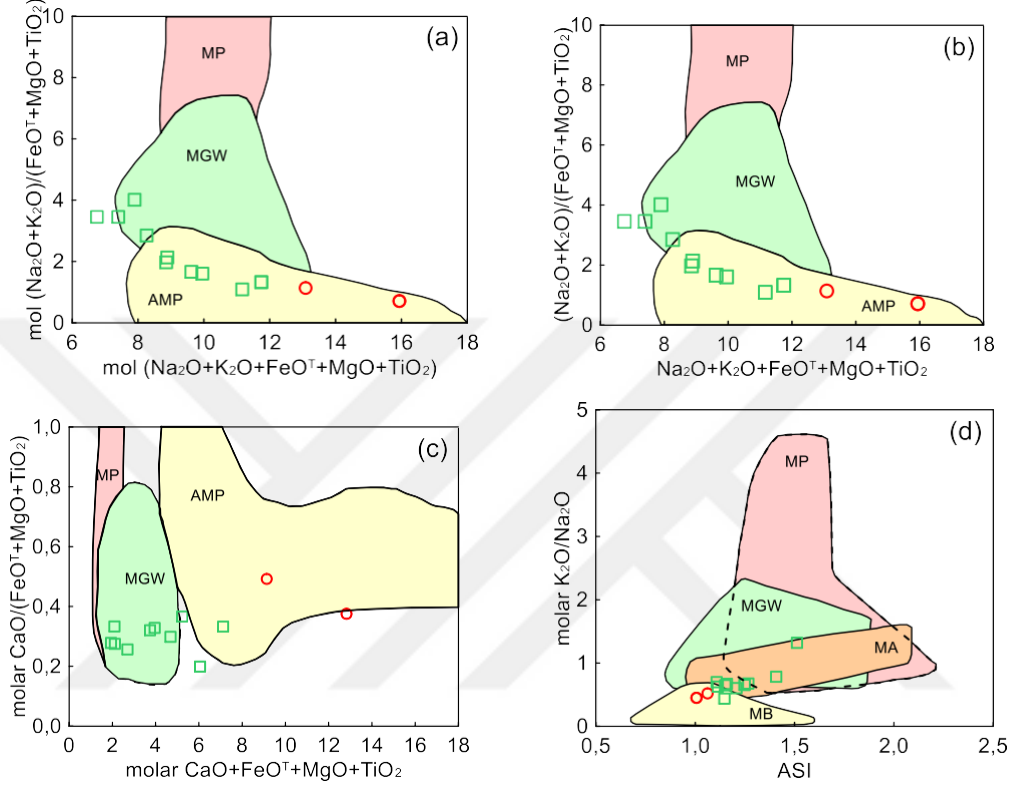 (a)
mol (Na₂O+K₂O)/(FeOᵀ+MgO+TiO₂)
10
8
6
4
2
0
MP
MGW
AMP
6 8 10 12 14 16 18
mol (Na₂O+K₂O+FeOᵀ+MgO+TiO₂)
(b)
(Na₂O+K₂O)/(FeOᵀ+MgO+TiO₂)
10
8
6
4
2
0
MP
MGW
AMP
6 8 10 12 14 16 18
Na₂O+K₂O+FeOᵀ+MgO+TiO₂
(c)
molar CaO/(FeOᵀ+MgO+TiO₂)
1,0
0,8
0,6
0,4
0,2
0,0
MP
AMP
MGW
0 2 4 6 8 10 12 14 16 18
molar CaO+FeOᵀ+MgO+TiO₂
(d)
molar K₂O/Na₂O
5
4
3
2
1
0
MP
MGW
MA
MB
0,5 1,0 1,5 2,0 2,5
ASI